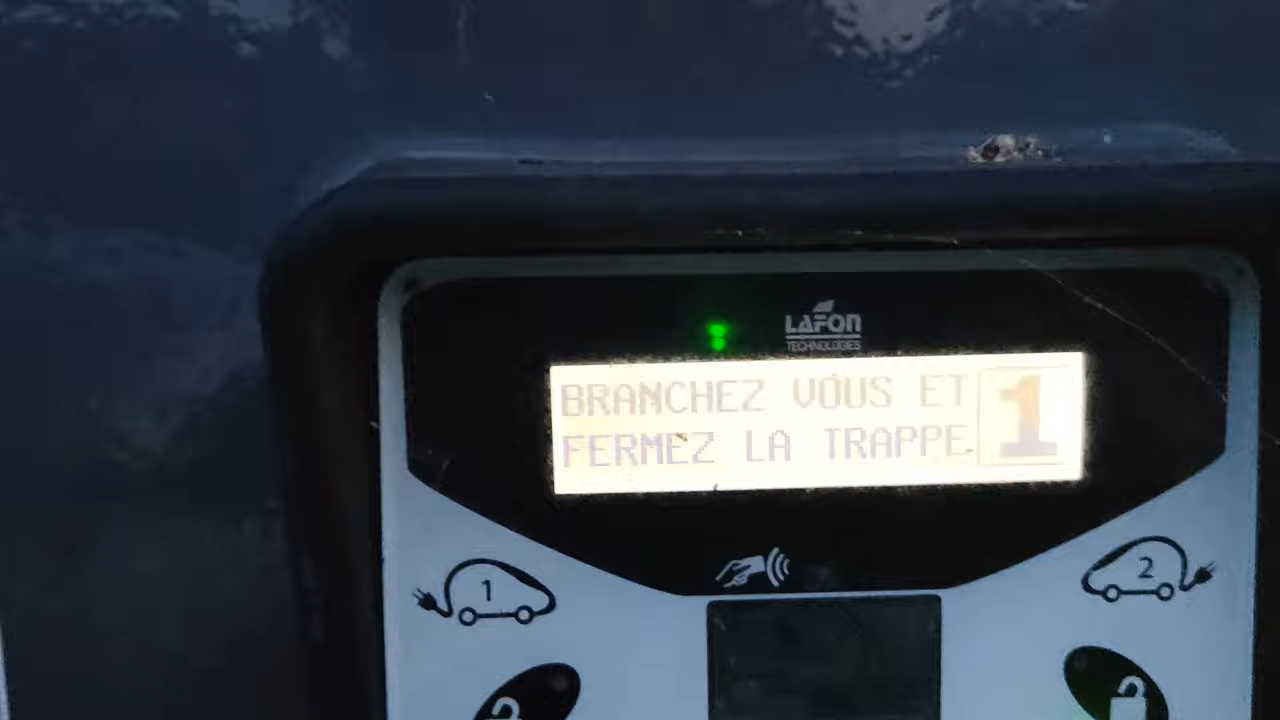 LAFON
TECHNOLOGIES
BRANCHEZ VOUS ET
FERMEZ LA TRAPPE
1
1
2